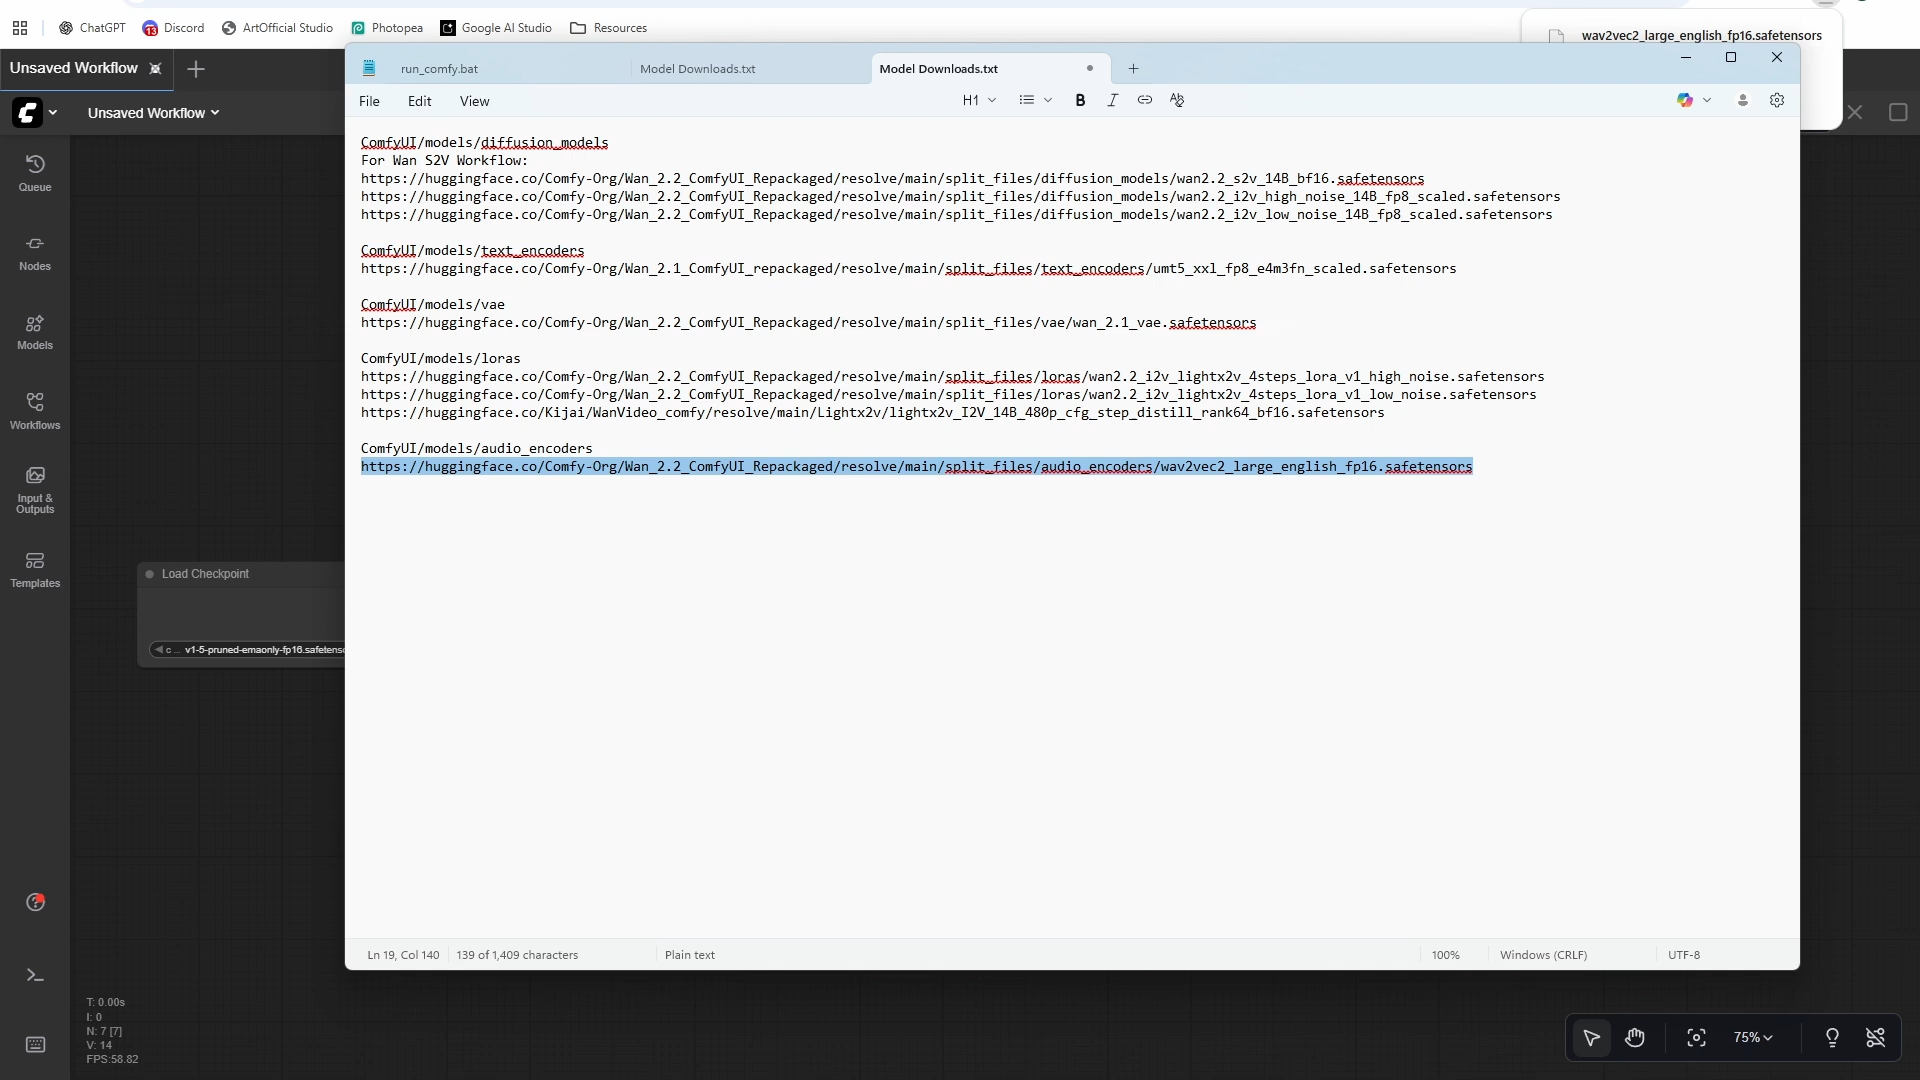 ChatGPT
13
Discord
ArtOfficial Studio
Photopea
Google AI Studio
Resources
wav2vec2_large_english_fp16.safetensors
Unsaved Workflow
run_comfy.bat
Model Downloads.txt
Model Downloads.txt
Unsaved Workflow
File
Edit
View
H1
B
I
Queue
Nodes
Models
Workflows
Input &
Outputs
Templates
ComfyUI/models/diffusion_models
For Wan S2V Workflow:
https://huggingface.co/Comfy-Org/Wan_2.2_ComfyUI_Repackaged/resolve/main/split_files/diffusion_models/wan2.2_s2v_14B_bf16.safetensors
https://huggingface.co/Comfy-Org/Wan_2.2_ComfyUI_Repackaged/resolve/main/split_files/diffusion_models/wan2.2_i2v_high_noise_14B_fp8_scaled.safetensors
https://huggingface.co/Comfy-Org/Wan_2.2_ComfyUI_Repackaged/resolve/main/split_files/diffusion_models/wan2.2_i2v_low_noise_14B_fp8_scaled.safetensors
ComfyUI/models/text_encoders
https://huggingface.co/Comfy-Org/Wan_2.1_ComfyUI_repackaged/resolve/main/split_files/text_encoders/umt5_xxl_fp8_e4m3fn_scaled.safetensors
ComfyUI/models/vae
https://huggingface.co/Comfy-Org/Wan_2.2_ComfyUI_Repackaged/resolve/main/split_files/vae/wan_2.1_vae.safetensors
ComfyUI/models/loras
https://huggingface.co/Comfy-Org/Wan_2.2_ComfyUI_Repackaged/resolve/main/split_files/loras/wan2.2_i2v_lightx2v_4steps_lora_v1_high_noise.safetensors
https://huggingface.co/Comfy-Org/Wan_2.2_ComfyUI_Repackaged/resolve/main/split_files/loras/wan2.2_i2v_lightx2v_4steps_lora_v1_low_noise.safetensors
https://huggingface.co/Kijai/WanVideo_comfy/resolve/main/Lightx2v/lightx2v_I2V_14B_480p_cfg_step_distill_rank64_bf16.safetensors
ComfyUI/models/audio_encoders
https://huggingface.co/Comfy-Org/Wan_2.2_ComfyUI_Repackaged/resolve/main/split_files/audio_encoders/wav2vec2_large_english_fp16.safetensors
Load Checkpoint
c ... v1-5-pruned-emaonly-fp16.safetenso
Ln 19, Col 140
139 of 1,409 characters
Plain text
100%
Windows (CRLF)
UTF-8
T: 0.00s
I: 0
N: 7 [7]
V: 14
FPS:58.82
75%